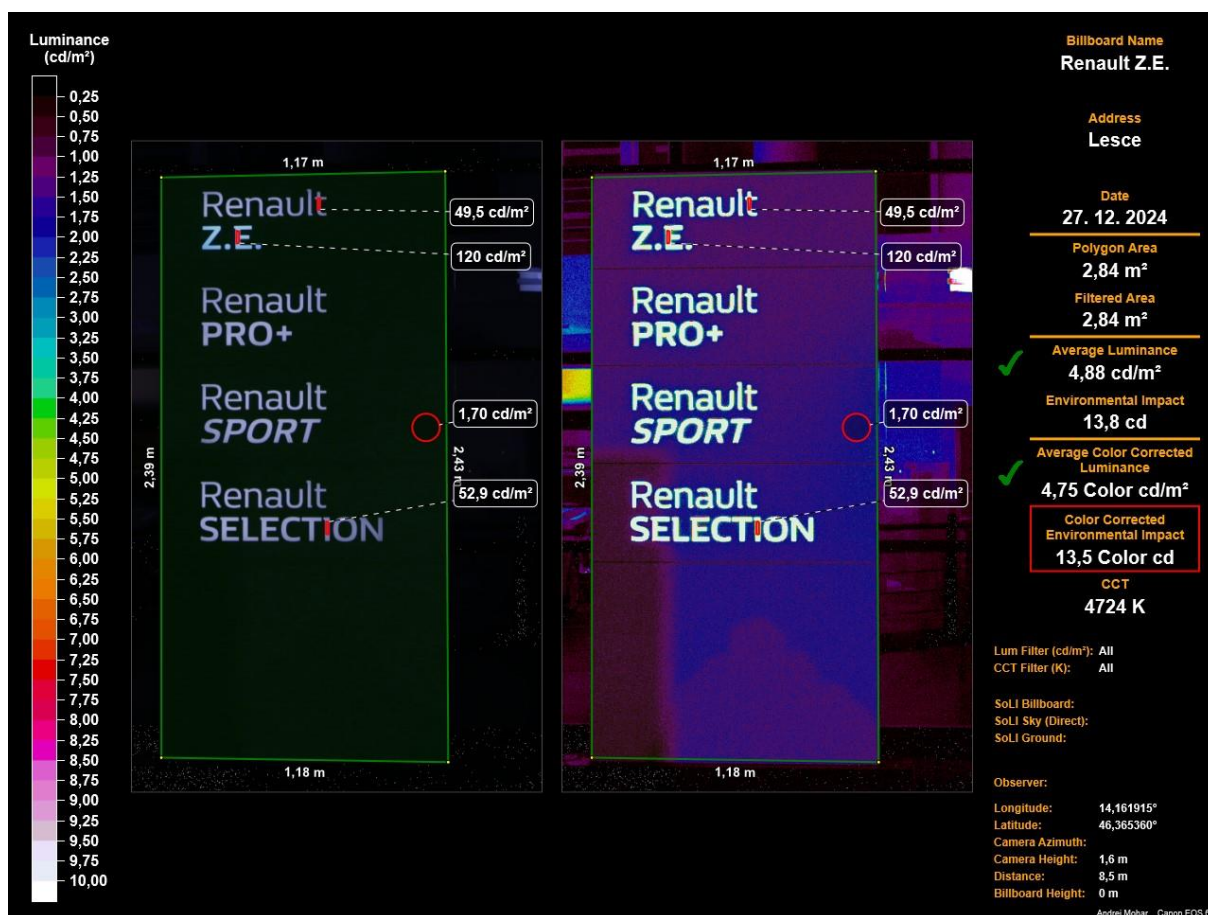 Luminance
(cd/m²)
0,25
0,50
0,75
1,00
1,25
1,50
1,75
2,00
2,25
2,50
2,75
3,00
3,25
3,50
3,75
4,00
4,25
4,50
4,75
5,00
5,25
5,50
5,75
6,00
6,25
6,50
6,75
7,00
7,25
7,50
7,75
8,00
8,25
8,50
8,75
9,00
9,25
9,50
9,75
10,00
1,17 m
Renault
Z.E.
49,5 cd/m²
120 cd/m²
Renault
PRO+
Renault
SPORT
1,70 cd/m²
2,39 m
2,43 m
Renault
SELECTION
52,9 cd/m²
1,18 m
1,17 m
Renault
Z.E.
49,5 cd/m²
120 cd/m²
Renault
PRO+
Renault
SPORT
1,70 cd/m²
2,39 m
2,43 m
Renault
SELECTION
52,9 cd/m²
1,18 m
Billboard Name
Renault Z.E.
Address
Lesce
Date
27. 12. 2024
Polygon Area
2,84 m²
Filtered Area
2,84 m²
Average Luminance
4,88 cd/m²
Environmental Impact
13,8 cd
Average Color Corrected
Luminance
4,75 Color cd/m²
Color Corrected
Environmental Impact
13,5 Color cd
CCT
4724 K
Lum Filter (cd/m²): All
CCT Filter (K): All
SoLI Billboard:
SoLI Sky (Direct):
SoLI Ground:
Observer:
Longitude: 14,161915°
Latitude: 46,365360°
Camera Azimuth:
Camera Height: 1,6 m
Distance: 8,5 m
Billboard Height: 0 m
Andrej Mohar Canon EOS